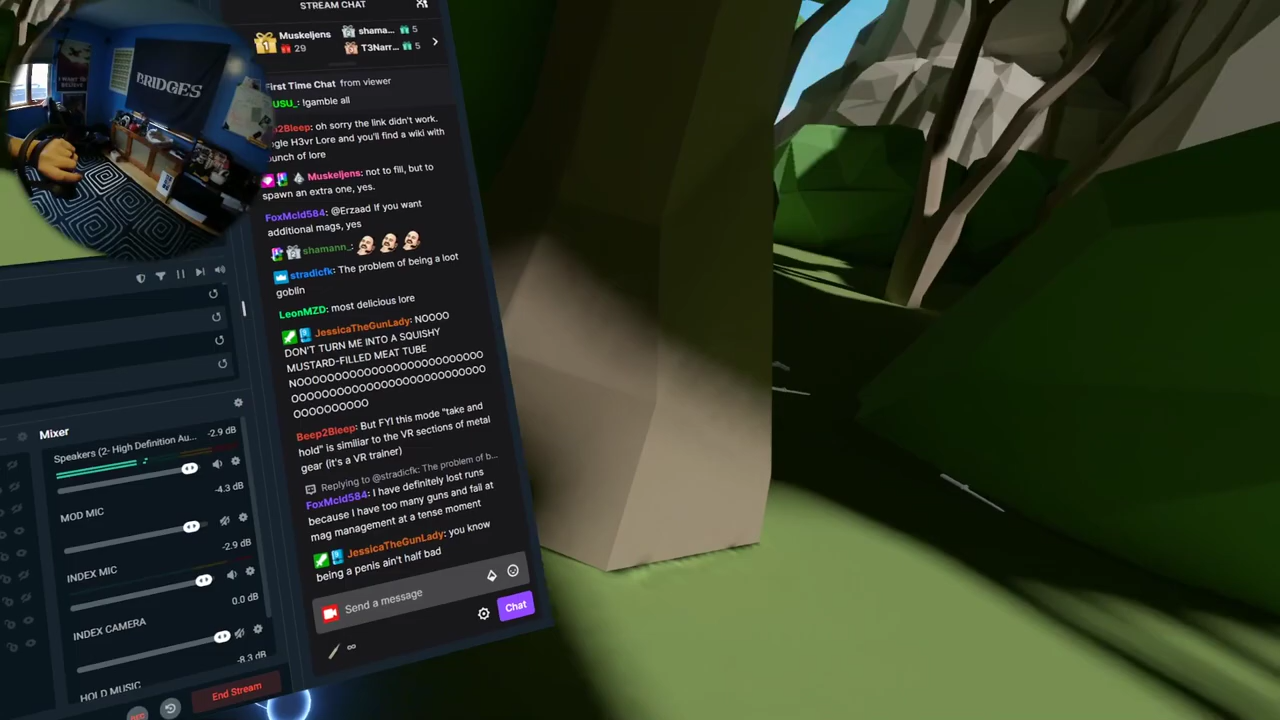 STREAM CHAT
Muskeljens
29
shama... 5
T3Narr... 5
BRIDGES
First Time Chat from viewer
USU_: !gamble all
2Bleep: oh sorry the link didn't work.
gle H3vr Lore and you'll find a wiki with
bunch of lore
Muskeljens: not to fill, but to
spawn an extra one, yes.
FoxMcld584: @Erzaad If you want
additional mags, yes
shamann_:
stradicfk: The problem of being a loot
goblin
LeonMZD: most delicious lore
JessicaTheGunLady: NOOOO
DON'T TURN ME INTO A SQUISHY
MUSTARD-FILLED MEAT TUBE
NOOOOOOOOOOOOOOOOOOOOOOOOOO
OOOOOOOOOOOOOOOOOOOOOOOOOOO
OOOOOOOOOO
Beep2Bleep: But FYI this mode "take and
hold" is similiar to the VR sections of metal
gear (it's a VR trainer)
Replying to @stradicfk: The problem of b...
FoxMcld584: I have definitely lost runs
because I have too many guns and fail at
mag management at a tense moment
JessicaTheGunLady: you know
being a penis ain't half bad
Send a message
Chat
∞
Mixer
Speakers (2- High Definition Au...
-2.9 dB
MOD MIC
-4.3 dB
INDEX MIC
-2.9 dB
INDEX CAMERA
0.0 dB
HOLD MUSIC
-8.3 dB
End Stream
REC